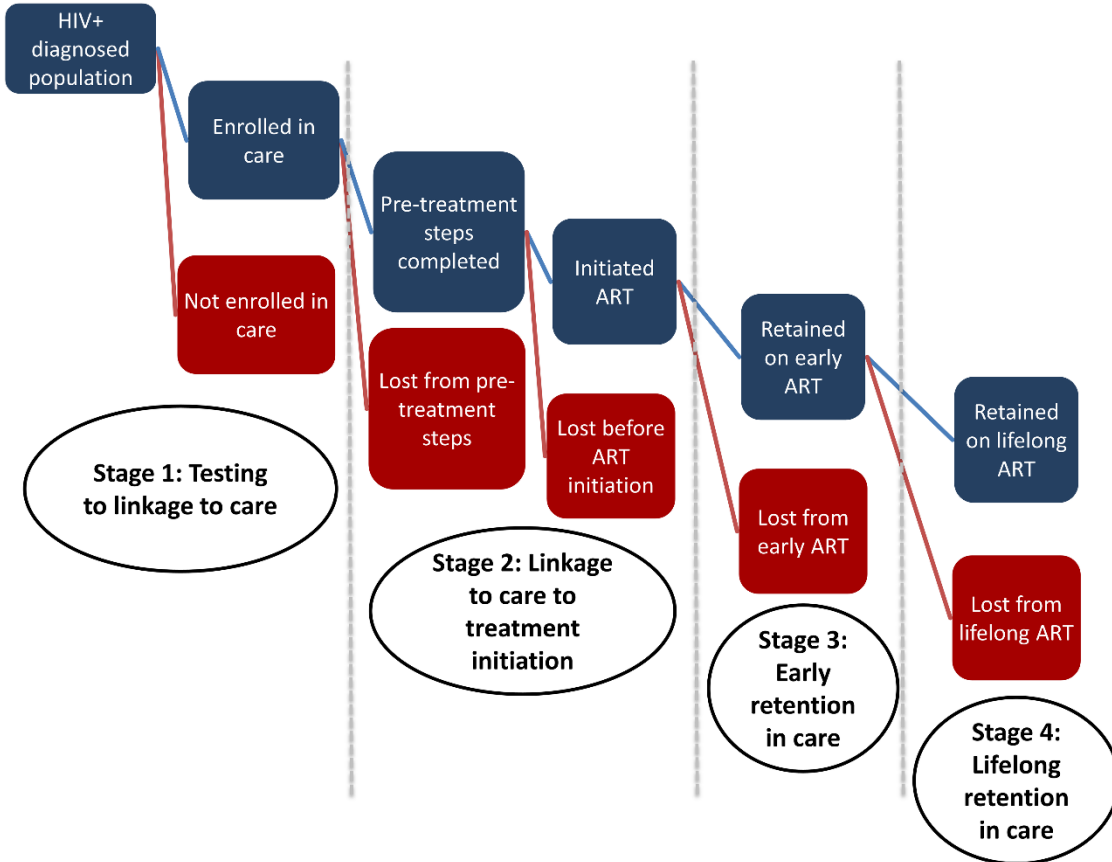 HIV+
diagnosed
population
Enrolled in
care
Not enrolled in
care
Stage 1: Testing
to linkage to care
Pre-treatment
steps
completed
Lost from pre-
treatment
steps
Initiated
ART
Lost before
ART
initiation
Stage 2: Linkage
to care to
treatment
initiation
Retained
on early
ART
Lost from
early ART
Stage 3:
Early
retention
in care
Retained
on lifelong
ART
Lost from
lifelong ART
Stage 4:
Lifelong
retention
in care